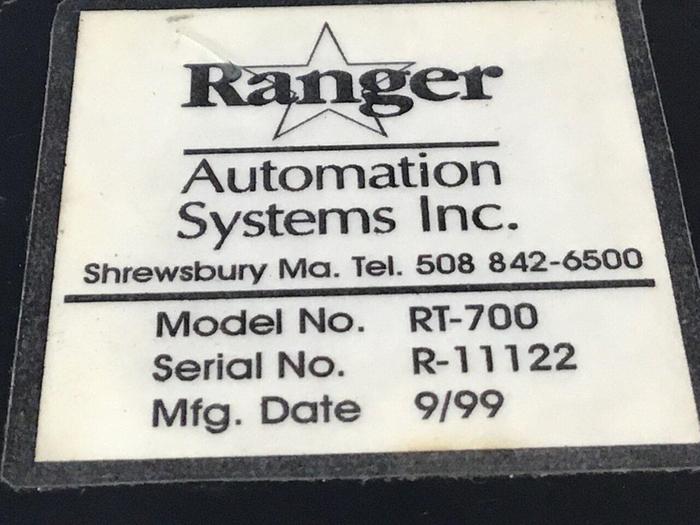 Ranger
Automation
Systems Inc.
Shrewsbury Ma. Tel. 508 842-6500
Model No. RT-700
Serial No. R-11122
Mfg. Date 9/99